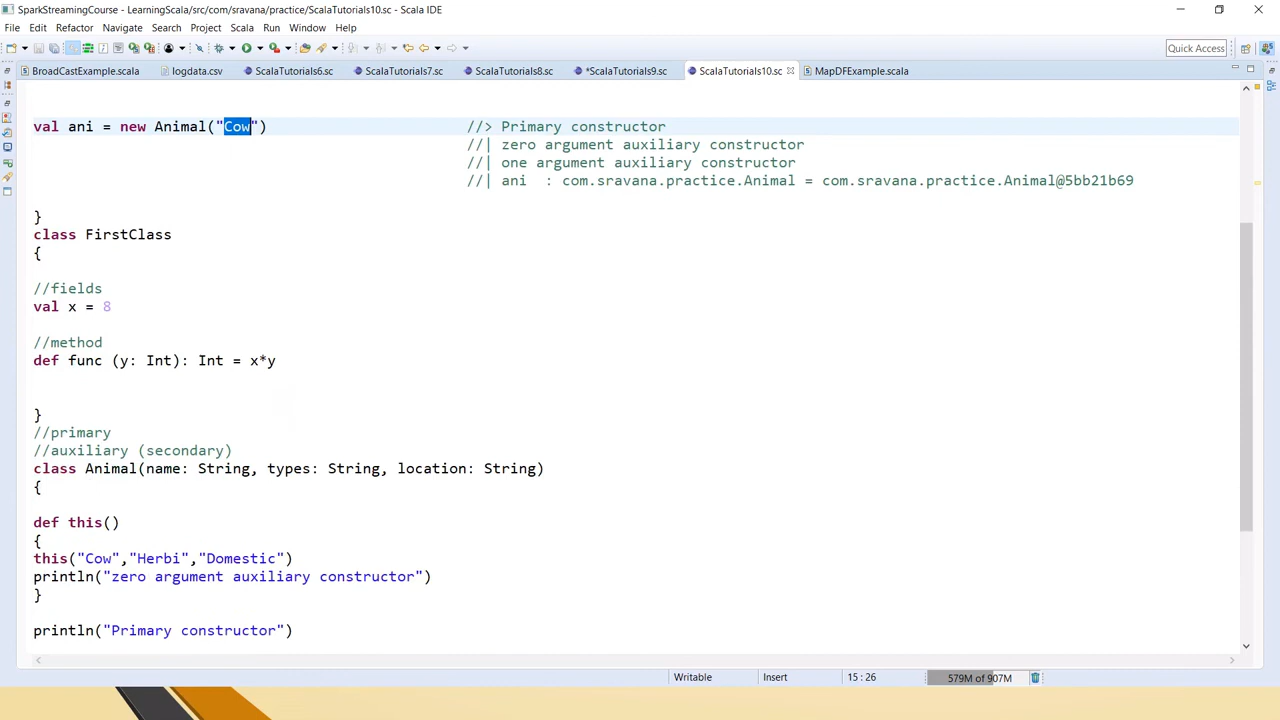 SparkStreamingCourse - LearningScala/src/com/sravana/practice/ScalaTutorials10.sc - Scala IDE
File Edit Refactor Navigate Search Project Scala Run Window Help
Quick Access
BroadCastExample.scala logdata.csv ScalaTutorials6.sc ScalaTutorials7.sc ScalaTutorials8.sc *ScalaTutorials9.sc ScalaTutorials10.sc MapDFExample.scala
val ani = new Animal("Cow") //> Primary constructor
//| zero argument auxiliary constructor
//| one argument auxiliary constructor
//| ani : com.sravana.practice.Animal = com.sravana.practice.Animal@5bb21b69
}
class FirstClass
{
//fields
val x = 8
//method
def func (y: Int): Int = x*y
}
//primary
//auxiliary (secondary)
class Animal(name: String, types: String, location: String)
{
def this()
{
this("Cow","Herbi","Domestic")
println("zero argument auxiliary constructor")
}
println("Primary constructor")
Writable Insert 15 : 26 579M of 907M